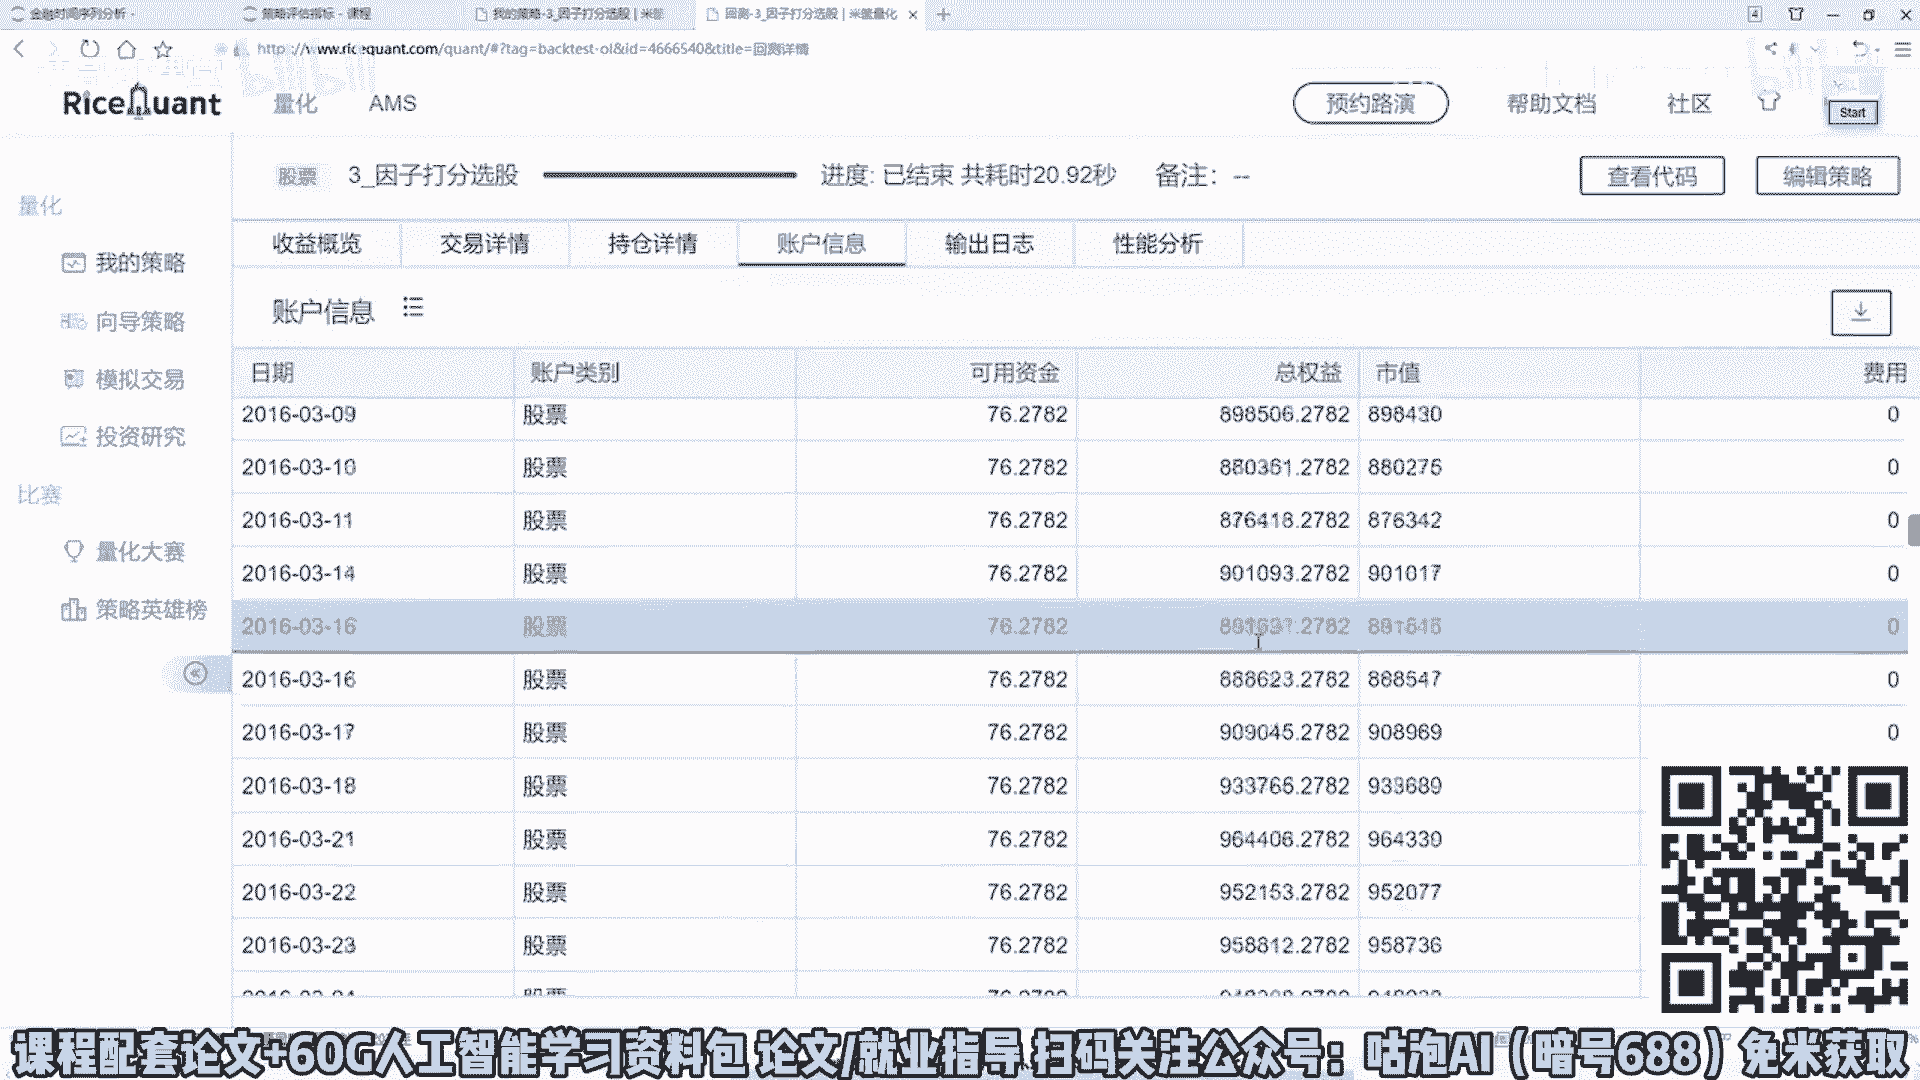 金融时间序列分析 -
策略评估指标 - 课程
我的策略-3_因子打分选股 | 米筐
回测-3_因子打分选股 | 米筐量化
http://www.ricequant.com/quant/#?tag=backtest-ol&id=4666540&title=回测详情
RiceQuant
量化
AMS
预约路演
帮助文档
社区
Start
股票
3_因子打分选股
进度: 已结束 共耗时20.92秒
备注: --
查看代码
编辑策略
量化
我的策略
向导策略
模拟交易
投资研究
比赛
量化大赛
策略英雄榜
收益概览 交易详情 持仓详情 账户信息 输出日志 性能分析
账户信息
日期 账户类别 可用资金 总权益 市值 费用
2016-03-09 股票 76.2782 898506.2782 898430 0
2016-03-10 股票 76.2782 0
2016-03-11 股票 76.2782 876418.2782 876342 0
2016-03-14 股票 76.2782 901093.2782 901017 0
股票 76.2782 0
2016-03-16 股票 76.2782 888623.2782 888547 0
2016-03-17 股票 76.2782 909045.2782 908969 0
2016-03-18 股票 76.2782 933765.2782 933689
2016-03-21 股票 76.2782 964406.2782 964330
2016-03-22 股票 76.2782 952153.2782 952077
2016-03-23 股票 76.2782 958812.2782 958736
课程配套论文+60G人工智能学习资料包 论文/就业指导 扫码关注公众号：咕泡AI（暗号688）免米获取